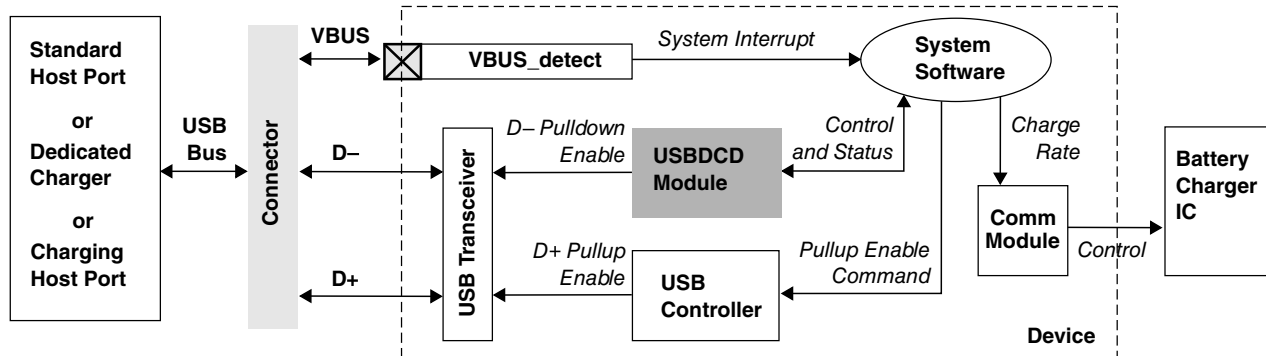 Standard
Host Port
or
Dedicated
Charger
or
Charging
Host Port
USB
Bus
Connector
VBUS
D–
D+
VBUS_detect
System Interrupt
System
Software
USB Transceiver
D– Pulldown
Enable
USBDCD
Module
Control
and Status
Charge
Rate
D+ Pullup
Enable
USB
Controller
Pullup Enable
Command
Comm
Module
Control
Battery
Charger
IC
Device